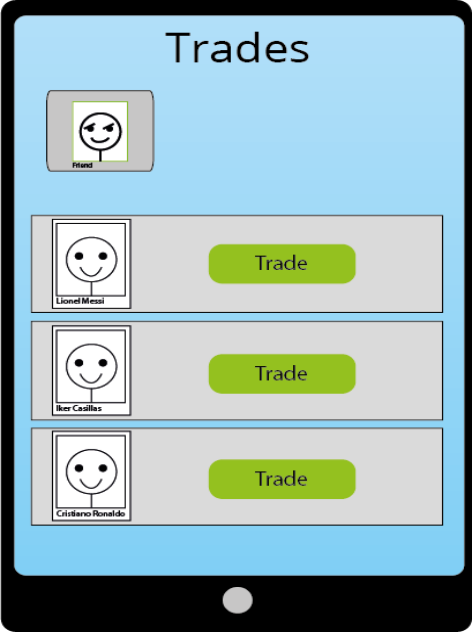 Trades
Friend
Lionel Messi
Trade
Iker Casillas
Trade
Cristiano Ronaldo
Trade